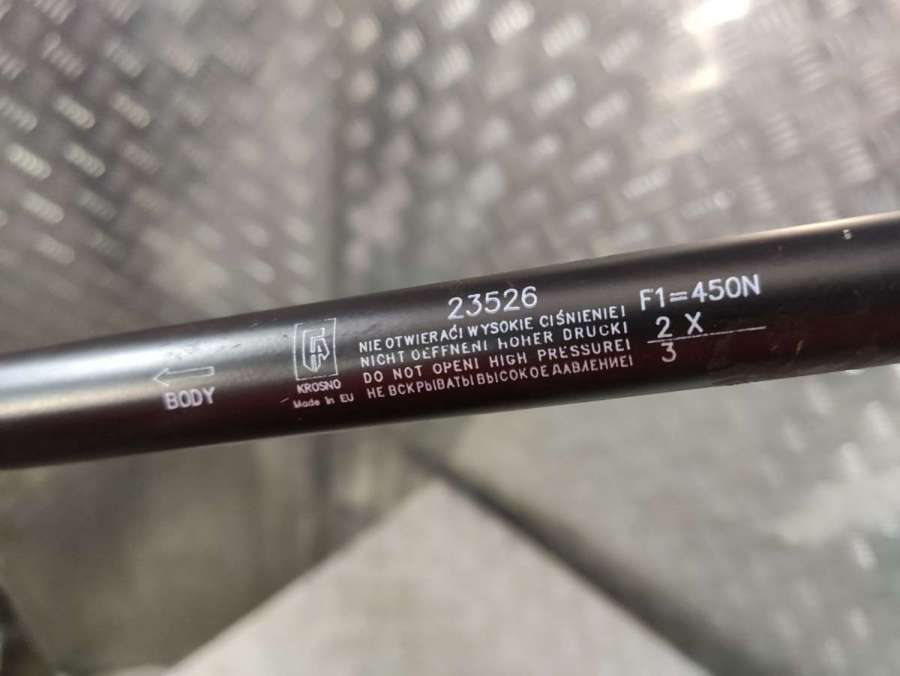 23526
F1=450N
NIE OTWIERAĆ! WYSOKIE CIŚNIENIE!
NICHT OEFFNEN! HOHER DRUCK!
DO NOT OPEN! HIGH PRESSURE!
НЕ ВСКРЫВАТЬ! ВЫСОКОЕ ДАВЛЕНИЕ!
2 X
3
KROSNO
Made in EU
BODY